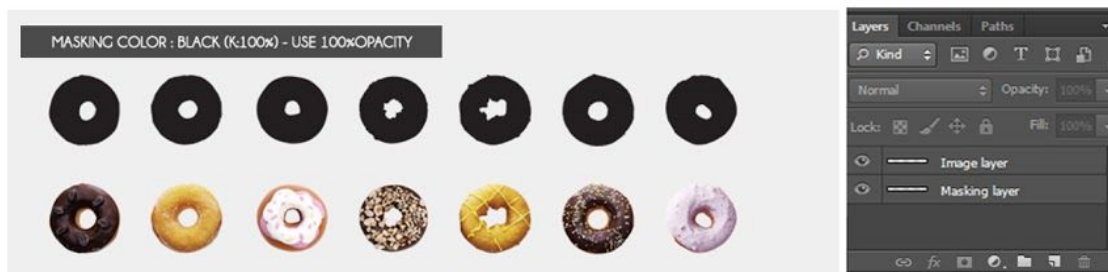 MASKING COLOR : BLACK (K:100%) - USE 100%OPACITY
Layers Channels Paths
Kind T
Normal Opacity: 100%
Lock: Fill: 100%
Image layer
Masking layer
fx